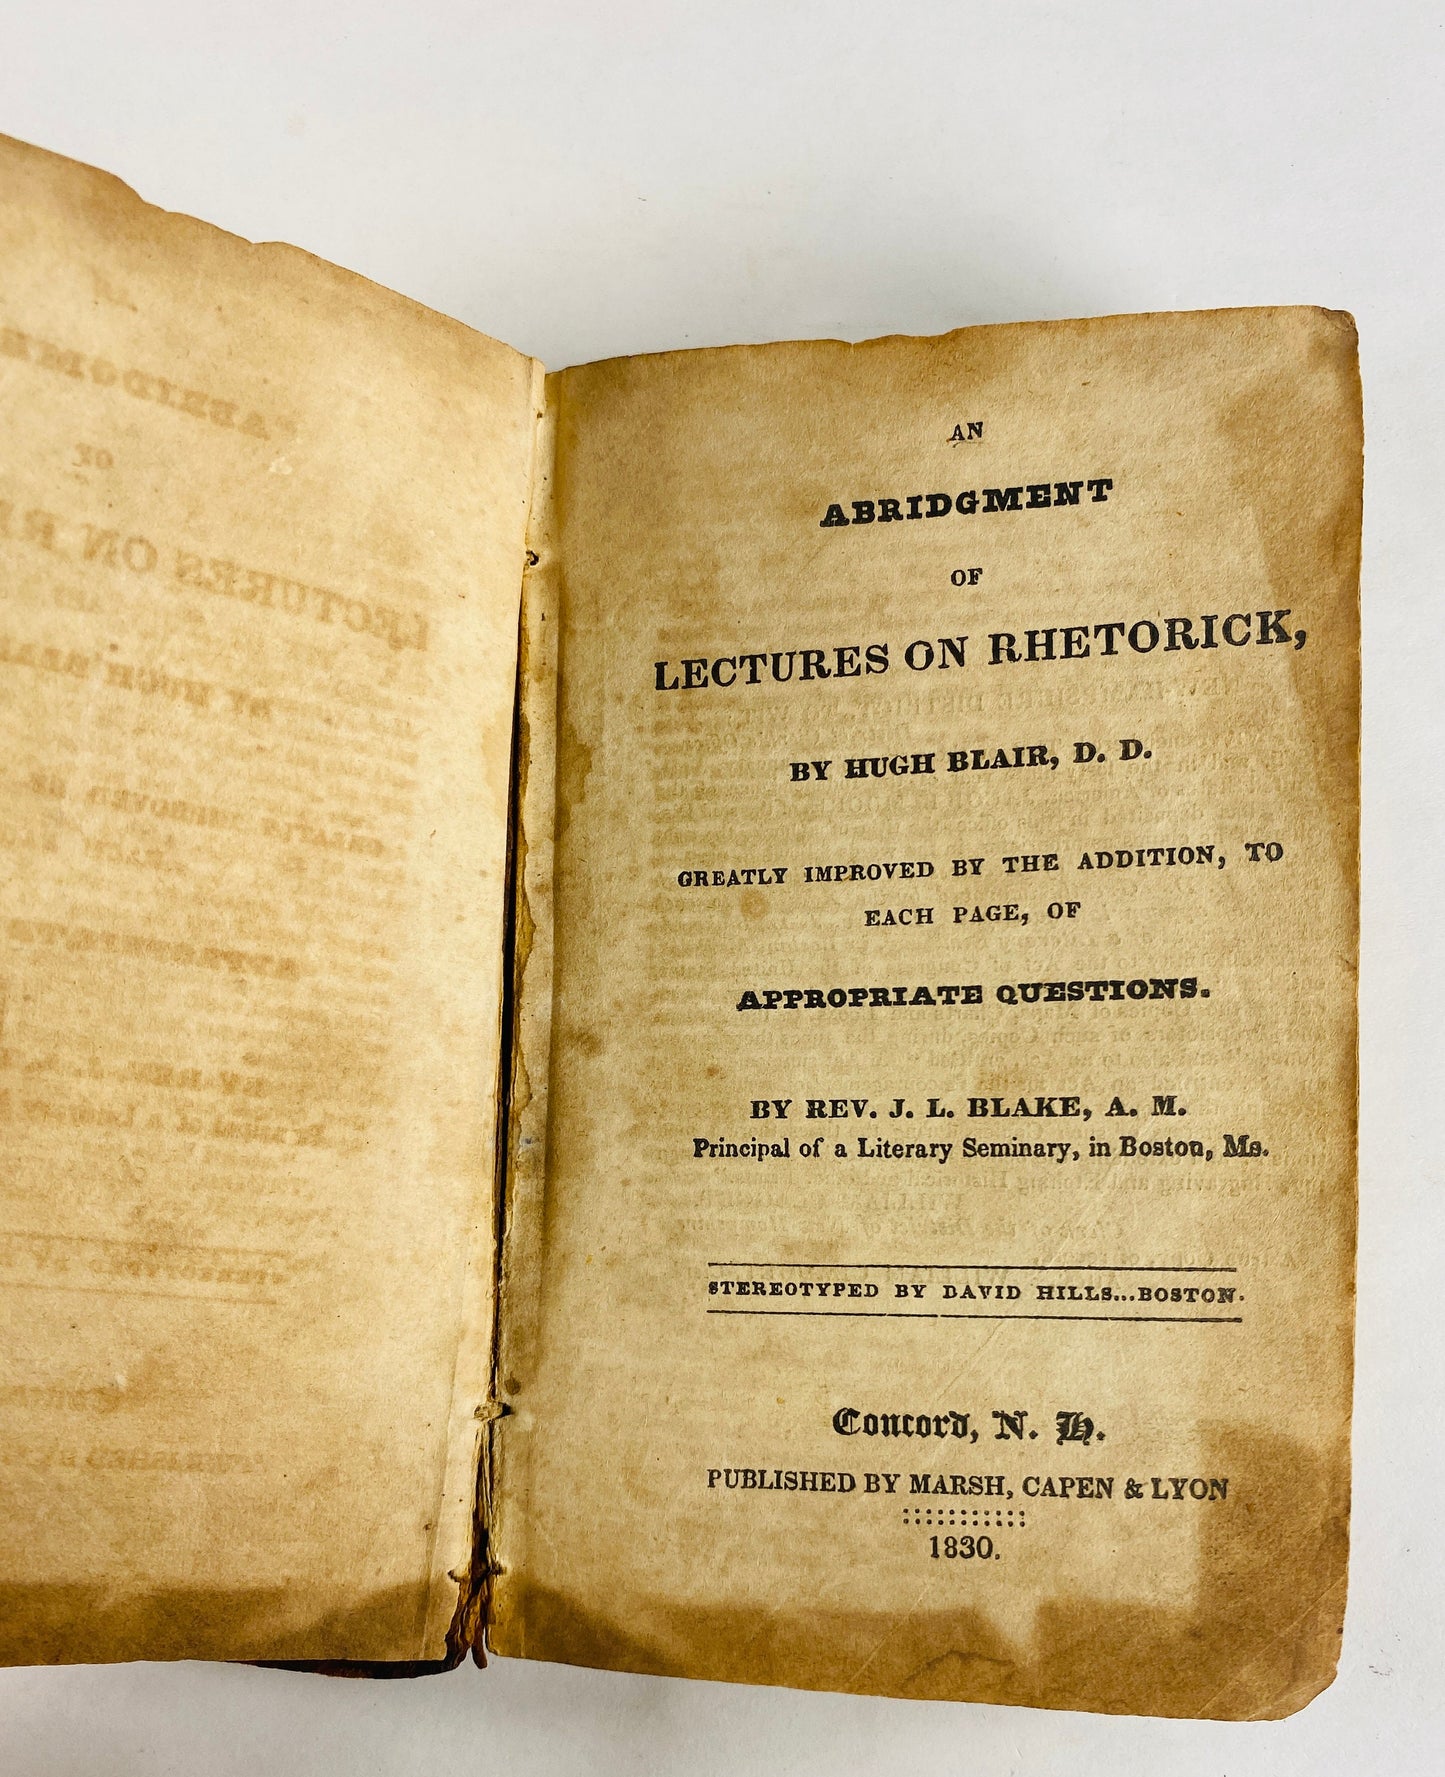 AN
ABRIDGMENT
OF
LECTURES ON RHETORICK,
BY HUGH BLAIR, D. D.
GREATLY IMPROVED BY THE ADDITION, TO
EACH PAGE, OF
APPROPRIATE QUESTIONS.
BY REV. J. L. BLAKE, A. M.
Principal of a Literary Seminary, in Boston, Ms.
STEREOTYPED BY DAVID HILLS...BOSTON.
Concord, N. H.
PUBLISHED BY MARSH, CAPEN & LYON
1830.